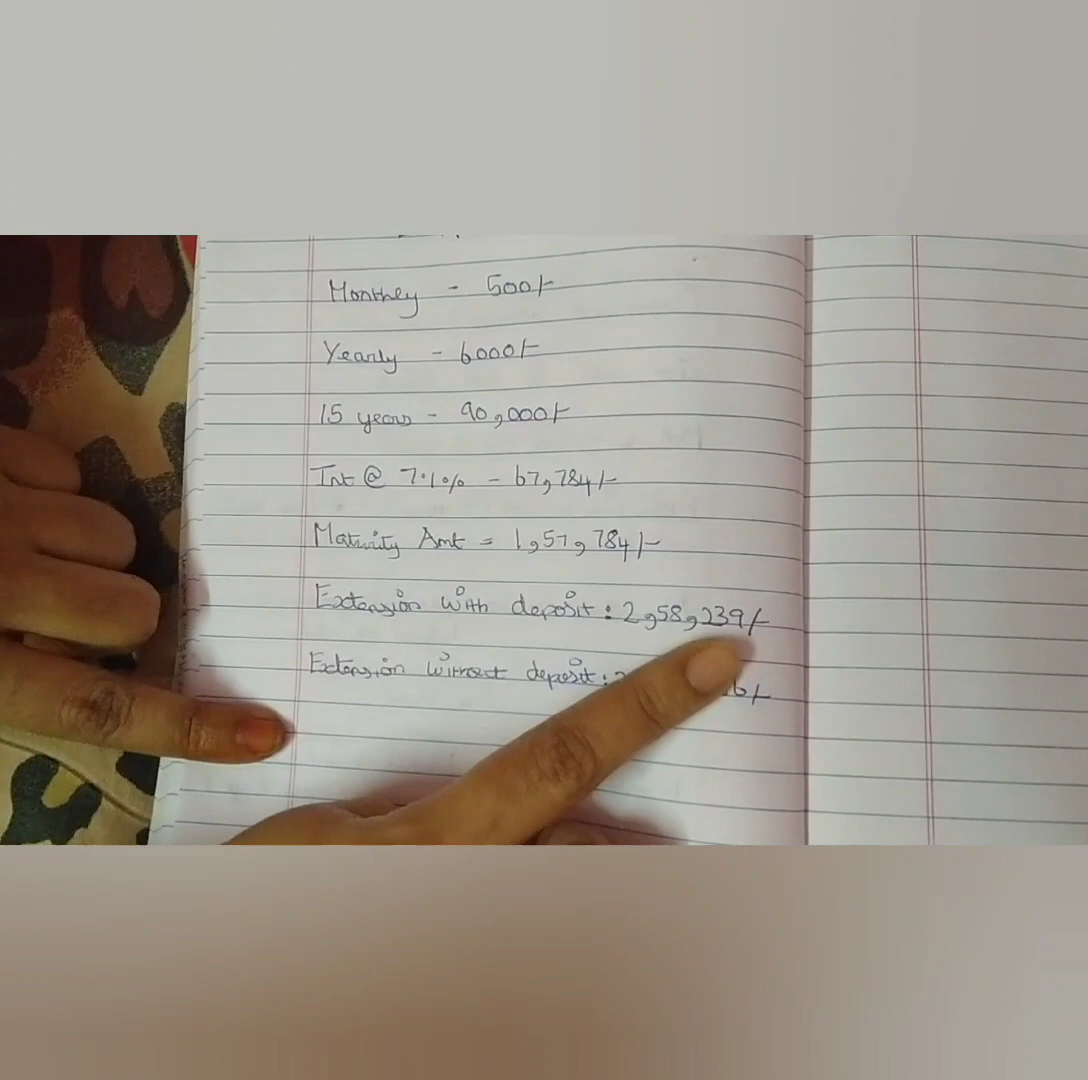 Monthly - 500/-
Yearly - 6000/-
15 years - 90,000/-
Int @ 7.1% - 67,784/-
Maturity Amt = 1,57,784/-
Extension with deposit : 2,58,239/-
Extension without deposit :